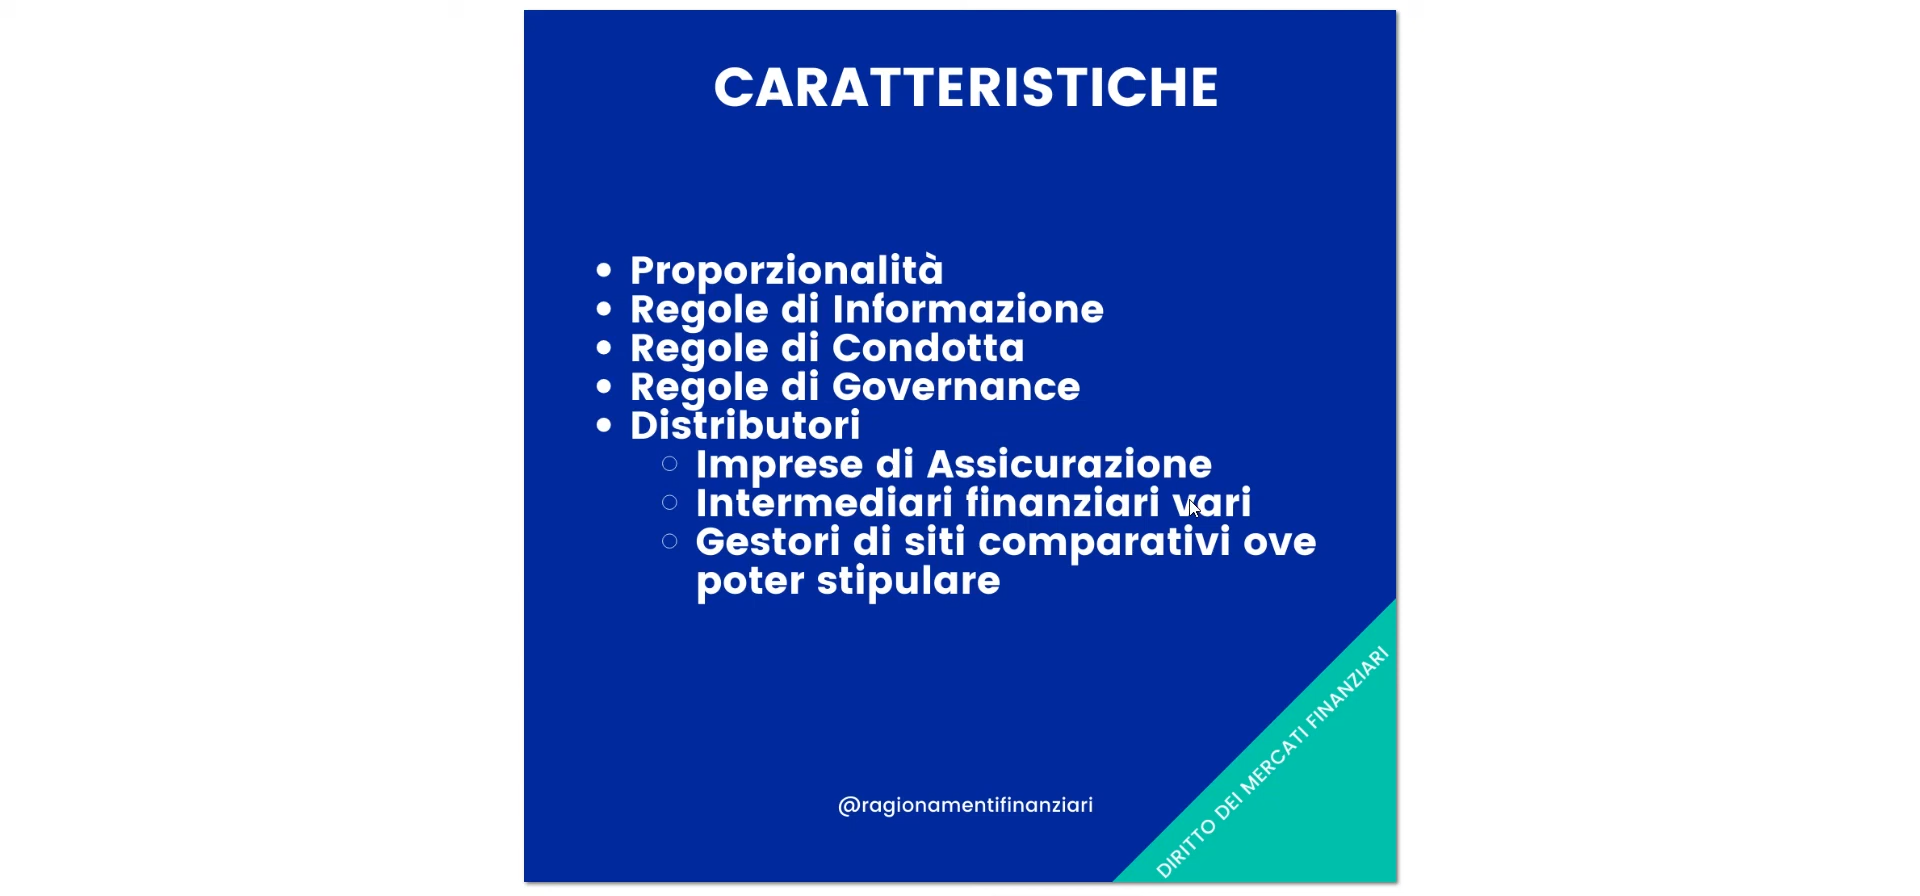 CARATTERISTICHE
• Proporzionalità
• Regole di Informazione
• Regole di Condotta
• Regole di Governance
• Distributori
○ Imprese di Assicurazione
○ Intermediari finanziari vari
○ Gestori di siti comparativi ove
poter stipulare
@ragionamentifinanziari
DIRITTO DEI MERCATI FINANZIARI